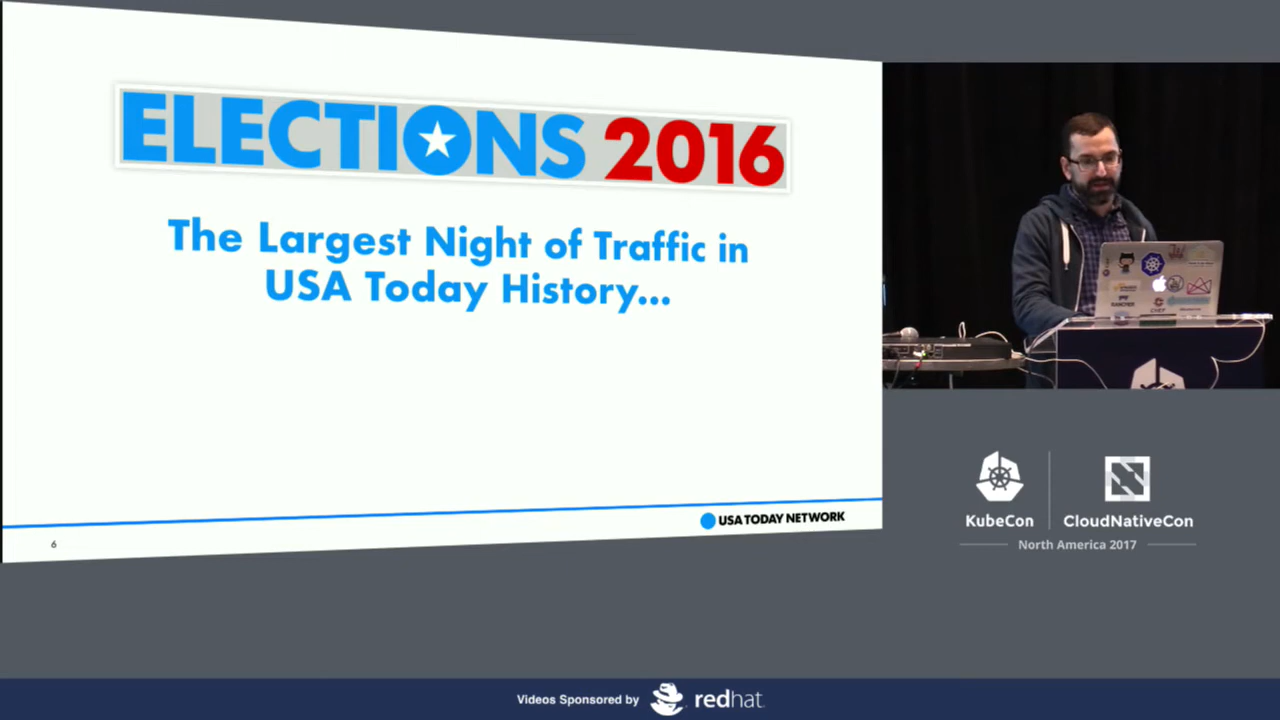 ELECTIONS 2016
The Largest Night of Traffic in
USA Today History...
USA TODAY NETWORK
6
CHEF
KubeCon
CloudNativeCon
North America 2017
Videos Sponsored by
redhat